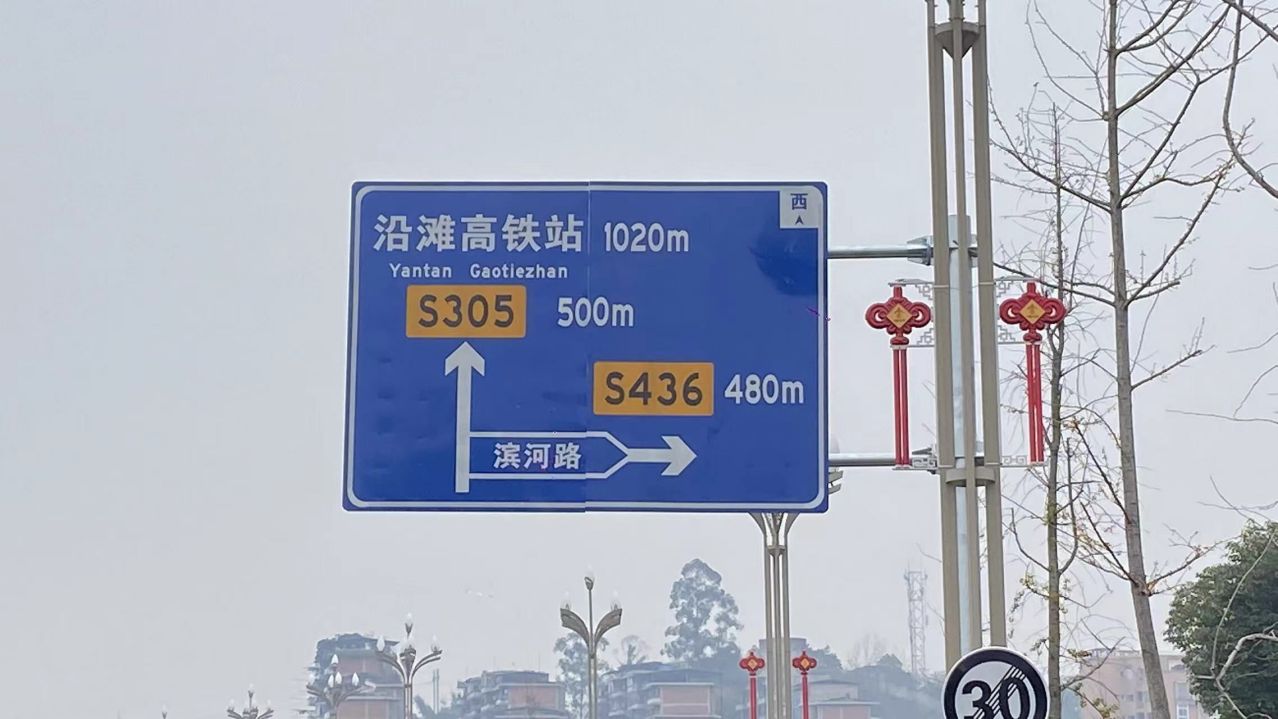 西
沿滩高铁站 1020m
Yantan Gaotiezhan
S305 500m
S436 480m
滨河路
30